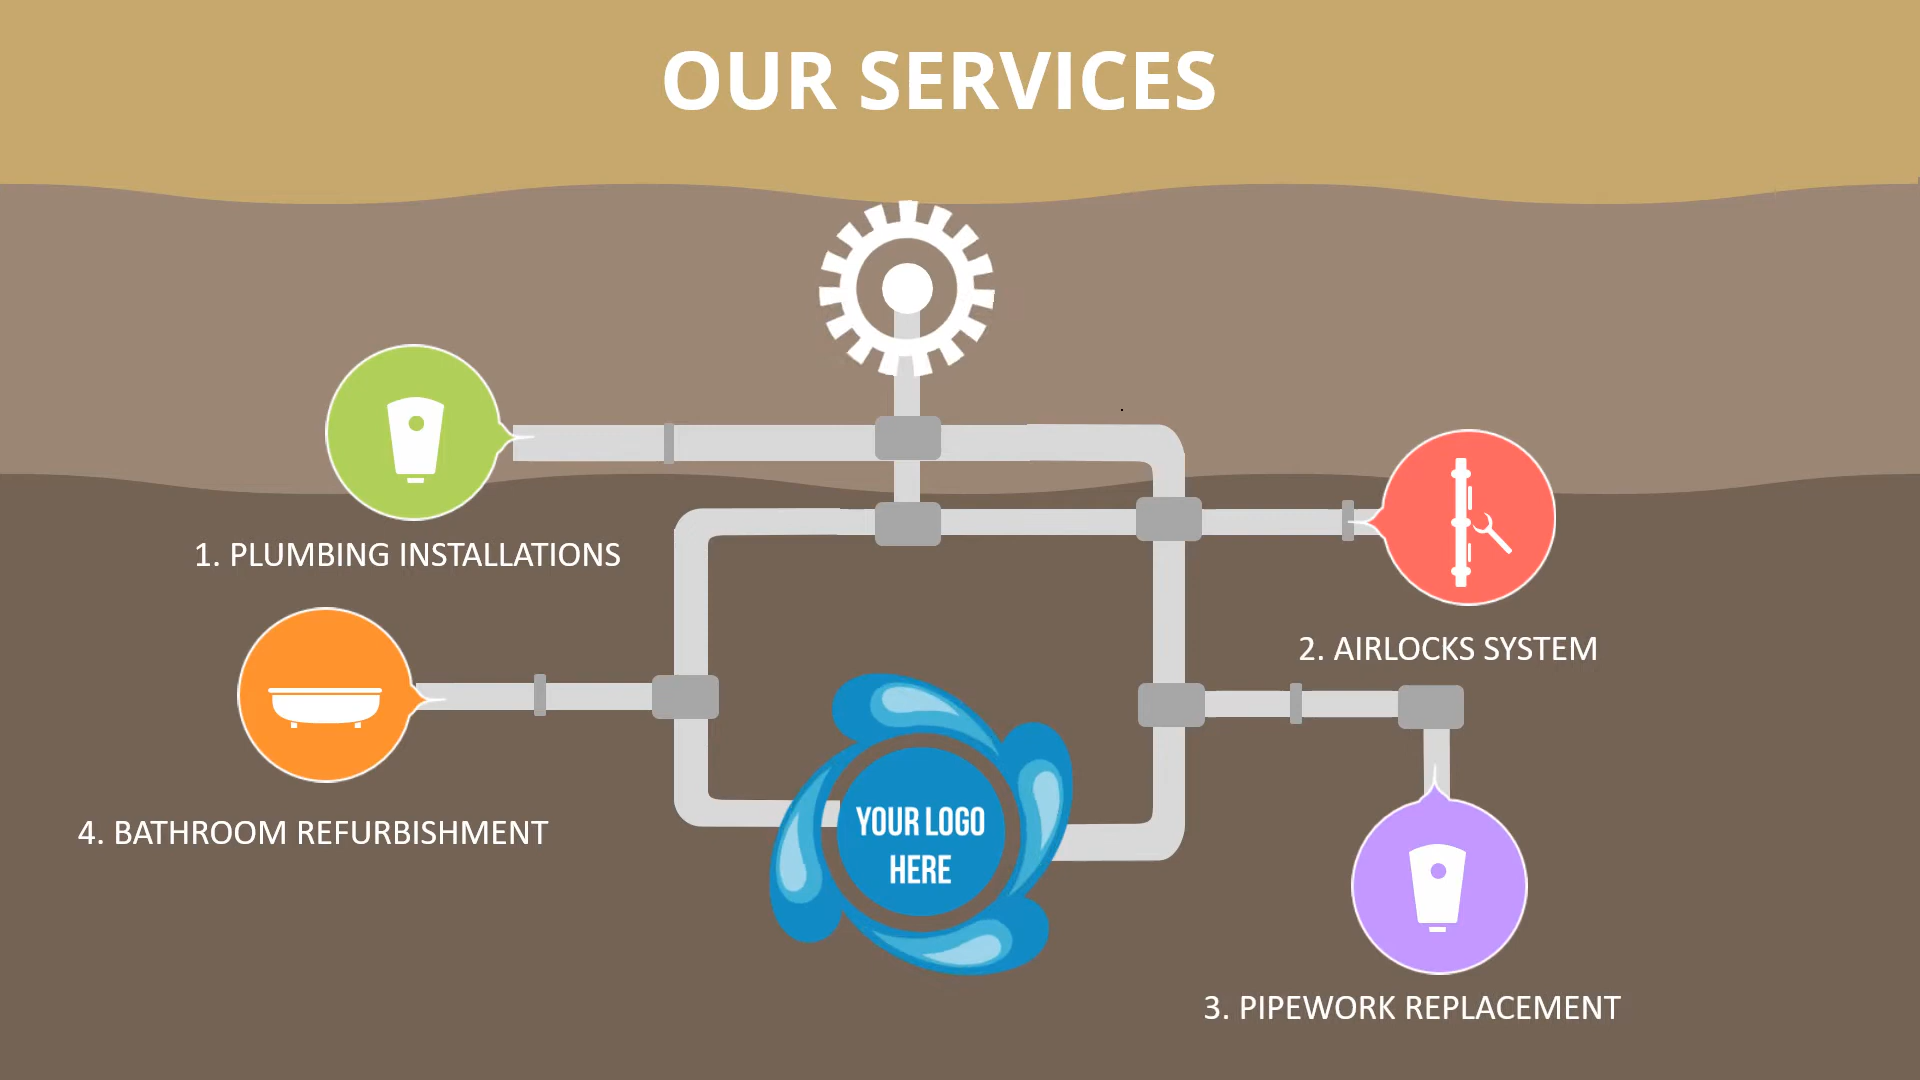 OUR SERVICES
1. PLUMBING INSTALLATIONS
2. AIRLOCKS SYSTEM
4. BATHROOM REFURBISHMENT
YOUR LOGO
HERE
3. PIPEWORK REPLACEMENT